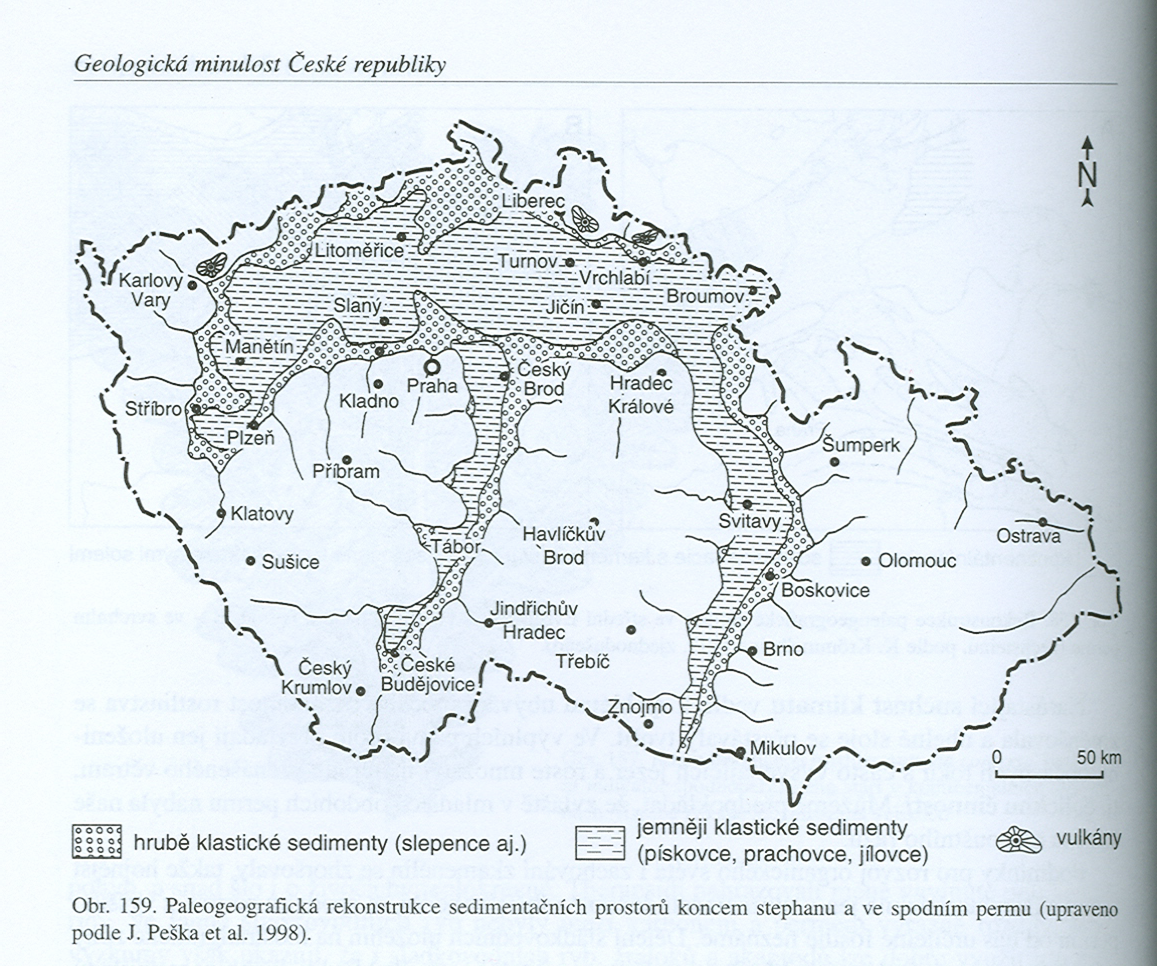 Geologická minulost České republiky
N
Liberec
Litoměřice
Turnov
Vrchlabí
Karlovy
Vary
Slaný
Jičín
Broumov
Manětín
Český
Brod
Praha
Hradec
Králové
Kladno
Stříbro
Plzeň
Šumperk
Příbram
Klatovy
Svitavy
Havlíčkův
Brod
Ostrava
Tábor
Sušice
Olomouc
Boskovice
Jindřichův
Hradec
Třebíč
Brno
Český
Krumlov
České
Budějovice
Znojmo
Mikulov
0 50 km
hrubě klastické sedimenty (slepence aj.)
jemněji klastické sedimenty
(pískovce, prachovce, jílovce)
vulkány
Obr. 159. Paleogeografická rekonstrukce sedimentačních prostorů koncem stephanu a ve spodním permu (upraveno
podle J. Peška et al. 1998).